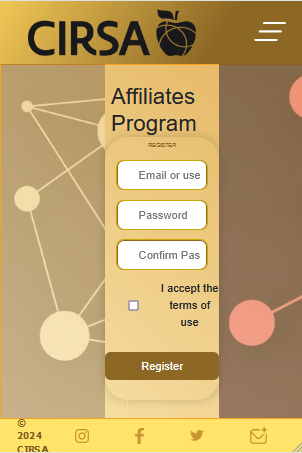 CIRSA
Affiliates
Program
REGISTER
Email or use
Password
Confirm Pas
I accept the
terms of
use
Register
©
2024
CIRSA